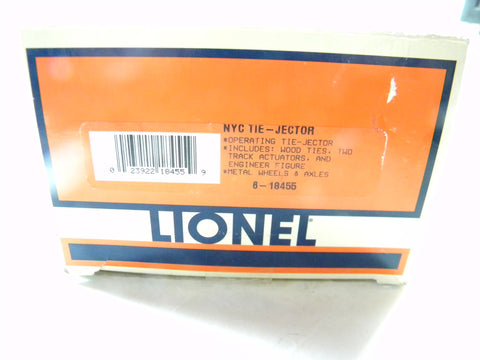 NYC TIE-JECTOR
*OPERATING TIE-JECTOR
*INCLUDES: WOOD TIES, TWO
TRACK ACTUATORS, AND
ENGINEER FIGURE
*METAL WHEELS & AXLES
6-18455
0 23922 18455 9
LIONEL